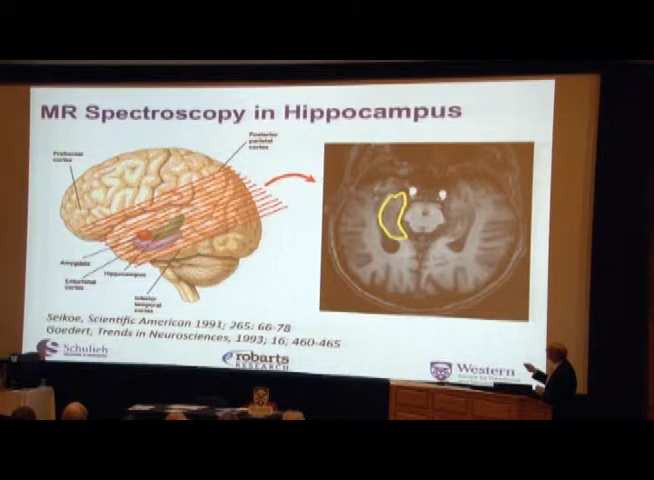 MR Spectroscopy in Hippocampus
Prefrontal
cortex
Posterior
parietal
cortex
Amygdala
Hippocampus
Entorhinal
cortex
Inferior
temporal
cortex
Selkoe, Scientific American 1991; 265: 66-78
Goedert, Trends in Neurosciences, 1993; 16; 460-465
Schulich
robarts
RESEARCH
Western